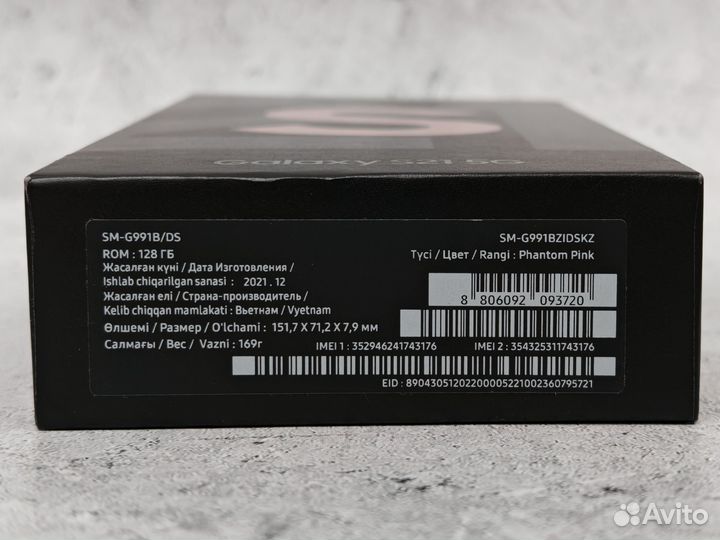 Galaxy S21 5G
SM-G991B/DS
ROM : 128 ГБ
Жасалған күні / Дата Изготовления /
Ishlab chiqarilgan sanasi : 2021. 12
Жасалған елі / Страна-производитель /
Kelib chiqqan mamlakati : Вьетнам / Vyetnam
Өлшемі / Размер / O'lchami : 151,7 X 71,2 X 7,9 мм
Салмағы / Вес / Vazni : 169г
SM-G991BZIDSKZ
Түсі / Цвет / Rangi : Phantom Pink
8 806092 093720
IMEI 1 : 352946241743176
IMEI 2 : 354325311743176
EID : 89043051202200005221002360795721
Avito